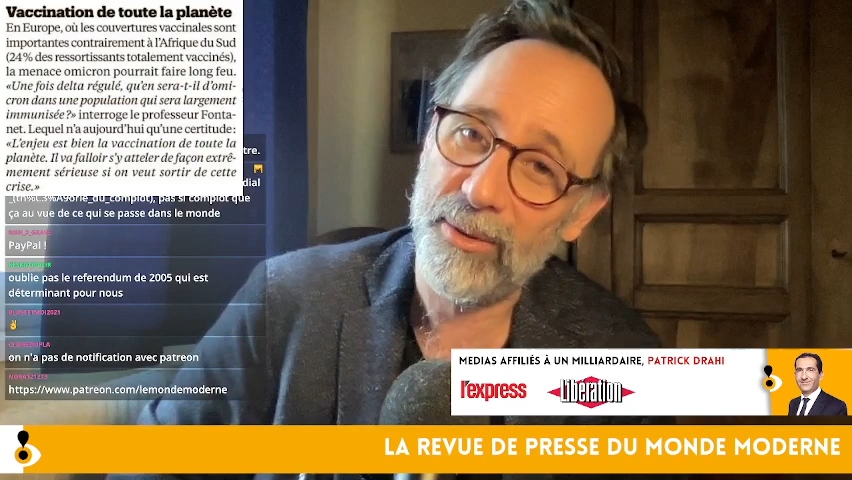 Vaccination de toute la planète
En Europe, où les couvertures vaccinales sont
importantes contrairement à l'Afrique du Sud
(24% des ressortissants totalement vaccinés),
la menace omicron pourrait faire long feu.
«Une fois delta régulé, qu'en sera-t-il d'omi-
cron dans une population qui sera largement
immunisée?» interroge le professeur Fonta-
net. Lequel n'a aujourd'hui qu'une certitude:
«L'enjeu est bien la vaccination de toute la
planète. Il va falloir s'y atteler de façon extrê-
mement sérieuse si on veut sortir de cette
crise.»
tre.
dial
_(th%C3%A9orie_du_complot), pas si complot que
ça au vue de ce qui se passe dans le monde
PayPal !
oublie pas le referendum de 2005 qui est
déterminant pour nous
on n'a pas de notification avec patreon
https://www.patreon.com/lemondemoderne
MEDIAS AFFILIÉS À UN MILLIARDAIRE, PATRICK DRAHI
l'express
Libération
LA REVUE DE PRESSE DU MONDE MODERNE